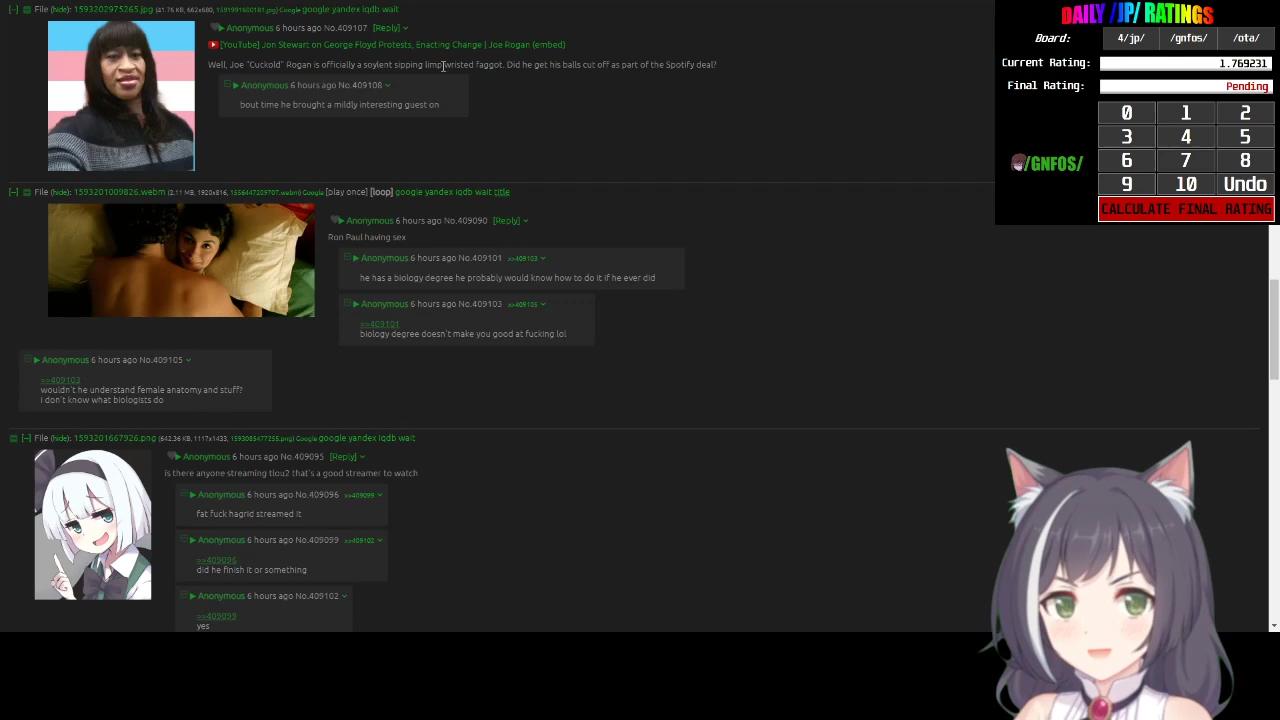 [–] File (hide): 1593202975265.jpg (41.76 KB, 662x680, 1591991600181.jpg) Google google yandex iqdb wait
Anonymous 6 hours ago No.409107 [Reply]
[YouTube] Jon Stewart on George Floyd Protests, Enacting Change | Joe Rogan (embed)
Well, Joe "Cuckold" Rogan is officially a soylent sipping limp wristed faggot. Did he get his balls cut off as part of the Spotify deal?
Anonymous 6 hours ago No.409108
bout time he brought a mildly interesting guest on
[–] File (hide): 1593201009826.webm (2.11 MB, 1920x816, 1556447209707.webm) Google [play once] [loop] google yandex iqdb wait title
Anonymous 6 hours ago No.409090 [Reply]
Ron Paul having sex
Anonymous 6 hours ago No.409101 >>409103
he has a biology degree he probably would know how to do it if he ever did
Anonymous 6 hours ago No.409103 >>409105
>>409101
biology degree doesn't make you good at fucking lol
Anonymous 6 hours ago No.409105
>>409103
wouldn't he understand female anatomy and stuff?
I don't know what biologists do
[–] File (hide): 1593201667926.png (642.36 KB, 1117x1433, 1593085477255.png) Google google yandex iqdb wait
Anonymous 6 hours ago No.409095 [Reply]
is there anyone streaming tlou2 that's a good streamer to watch
Anonymous 6 hours ago No.409096 >>409099
fat fuck hagrid streamed it
Anonymous 6 hours ago No.409099 >>409102
>>409096
did he finish it or something
Anonymous 6 hours ago No.409102
>>409099
yes
DAILY /JP/ RATINGS
Board: 4/jp/ /gnfos/ /ota/
Current Rating: 1.769231
Final Rating: Pending
0 1 2
3 4 5
/GNFOS/
6 7 8
9 10 Undo
CALCULATE FINAL RATING